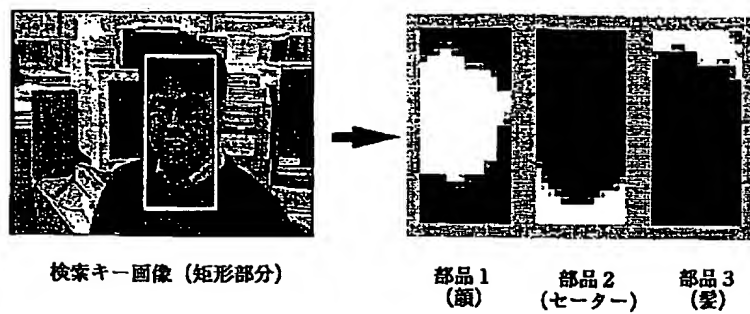 検索キー画像（矩形部分）
部品1
（顔）
部品2
（セーター）
部品3
（髪）